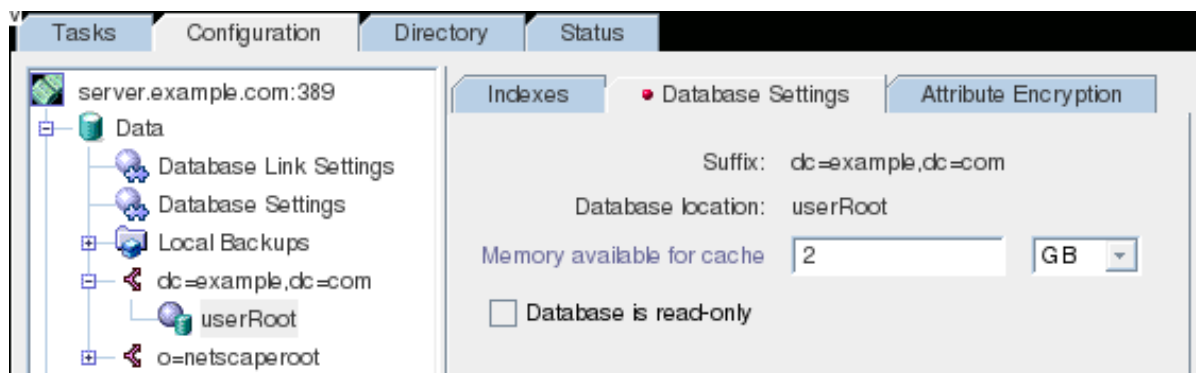 Tasks Configuration Directory Status
server.example.com:389
Data
Database Link Settings
Database Settings
Local Backups
dc=example,dc=com
userRoot
o=netscaperoot
Indexes Database Settings Attribute Encryption
Suffix: dc=example,dc=com
Database location: userRoot
Memory available for cache 2 GB
Database is read-only